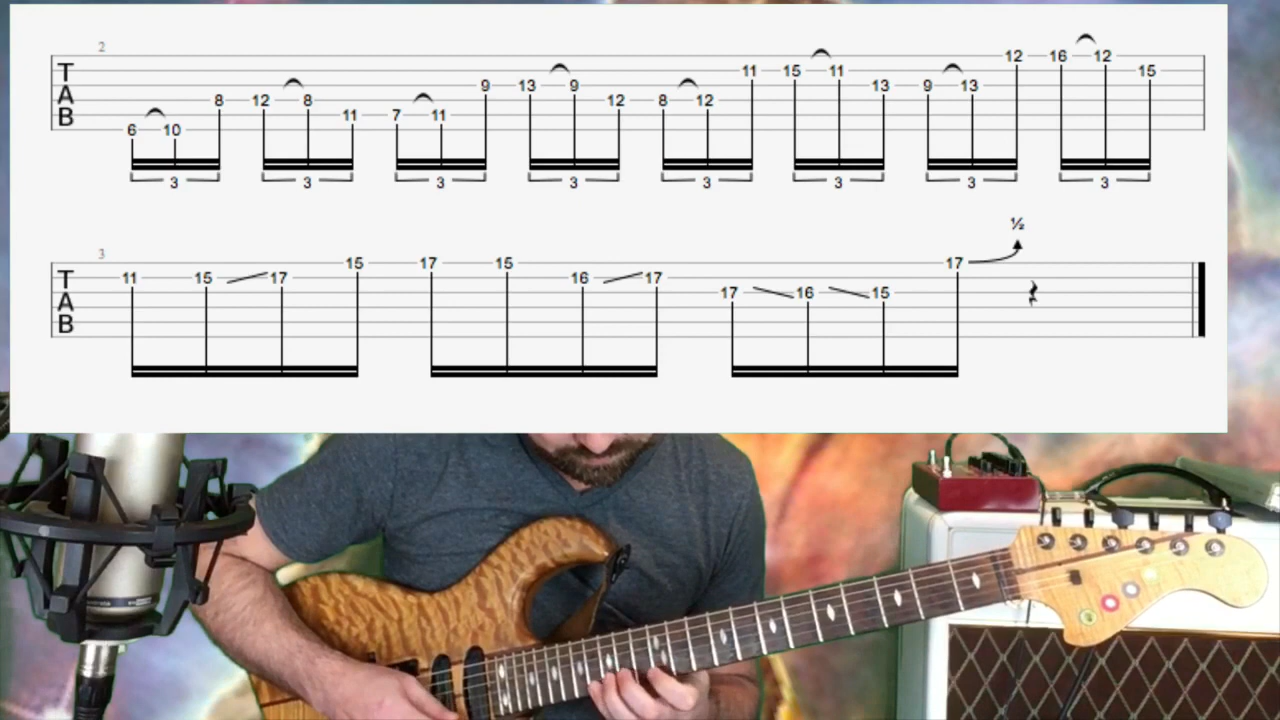 2
T A B 6 10 8 12 8 11 7 11 9 13 9 12 8 12 11 15 11 13 9 13 12 16 12 15
3 3 3 3 3 3 3 3
½
3
T A B 11 15 17 15 17 15 16 17 17 16 15 17